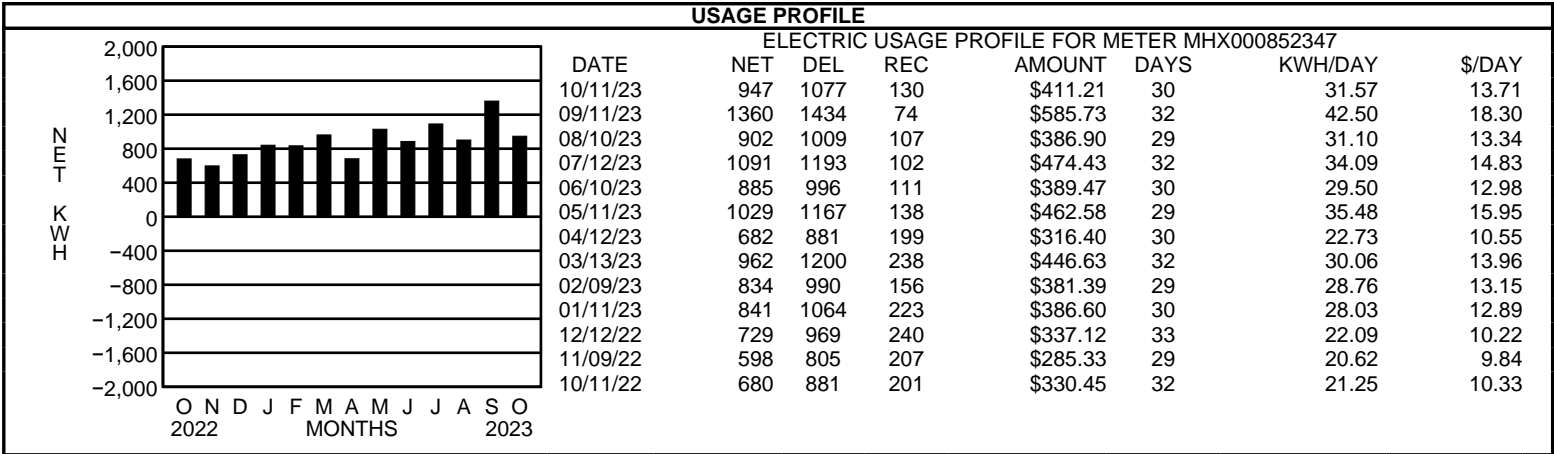 USAGE PROFILE
ELECTRIC USAGE PROFILE FOR METER MHX000852347
NET KWH
2,000
1,600
1,200
800
400
0
−400
−800
−1,200
−1,600
−2,000
O N D J F M A M J J A S O
2022 MONTHS 2023
DATE NET DEL REC AMOUNT DAYS KWH/DAY $/DAY
10/11/23 947 1077 130 $411.21 30 31.57 13.71
09/11/23 1360 1434 74 $585.73 32 42.50 18.30
08/10/23 902 1009 107 $386.90 29 31.10 13.34
07/12/23 1091 1193 102 $474.43 32 34.09 14.83
06/10/23 885 996 111 $389.47 30 29.50 12.98
05/11/23 1029 1167 138 $462.58 29 35.48 15.95
04/12/23 682 881 199 $316.40 30 22.73 10.55
03/13/23 962 1200 238 $446.63 32 30.06 13.96
02/09/23 834 990 156 $381.39 29 28.76 13.15
01/11/23 841 1064 223 $386.60 30 28.03 12.89
12/12/22 729 969 240 $337.12 33 22.09 10.22
11/09/22 598 805 207 $285.33 29 20.62 9.84
10/11/22 680 881 201 $330.45 32 21.25 10.33